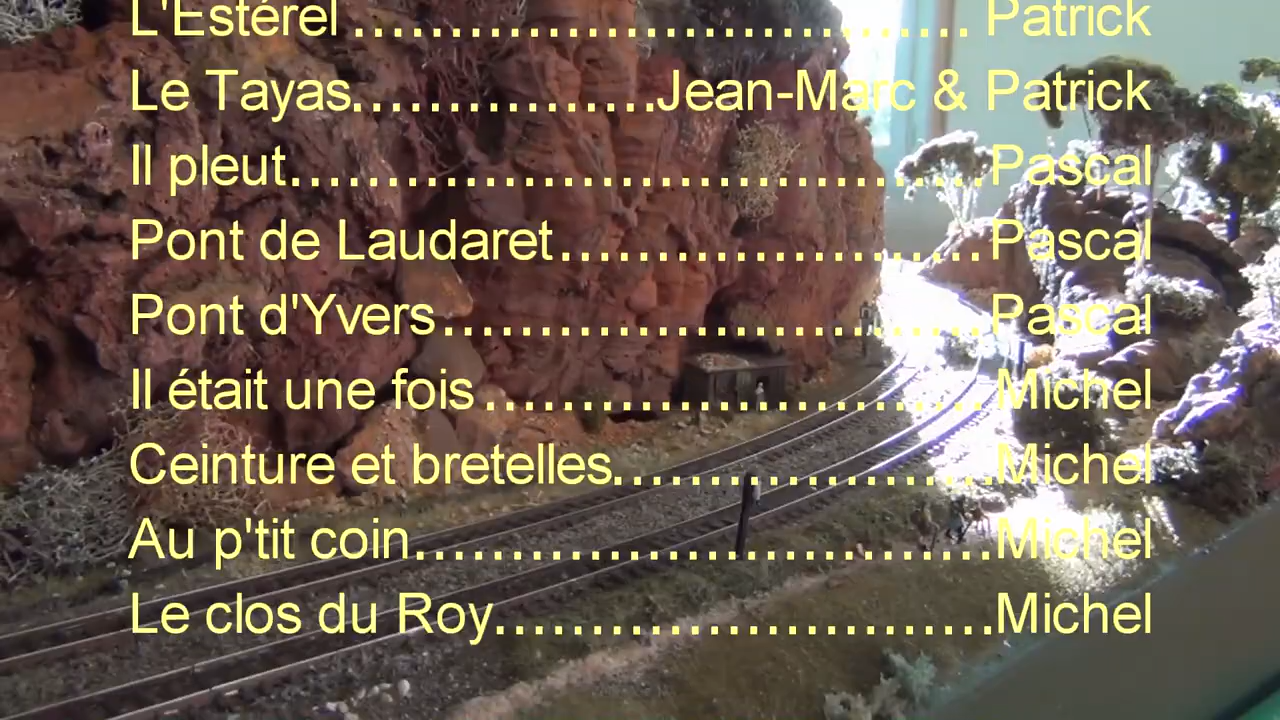 L'Estérel ................................ Patrick
Le Tayas................Jean-Marc & Patrick
Il pleut....................................Pascal
Pont de Laudaret......................Pascal
Pont d'Yvers............................Pascal
Il était une fois ..........................Michel
Ceinture et bretelles....................Michel
Au p'tit coin..............................Michel
Le clos du Roy..........................Michel